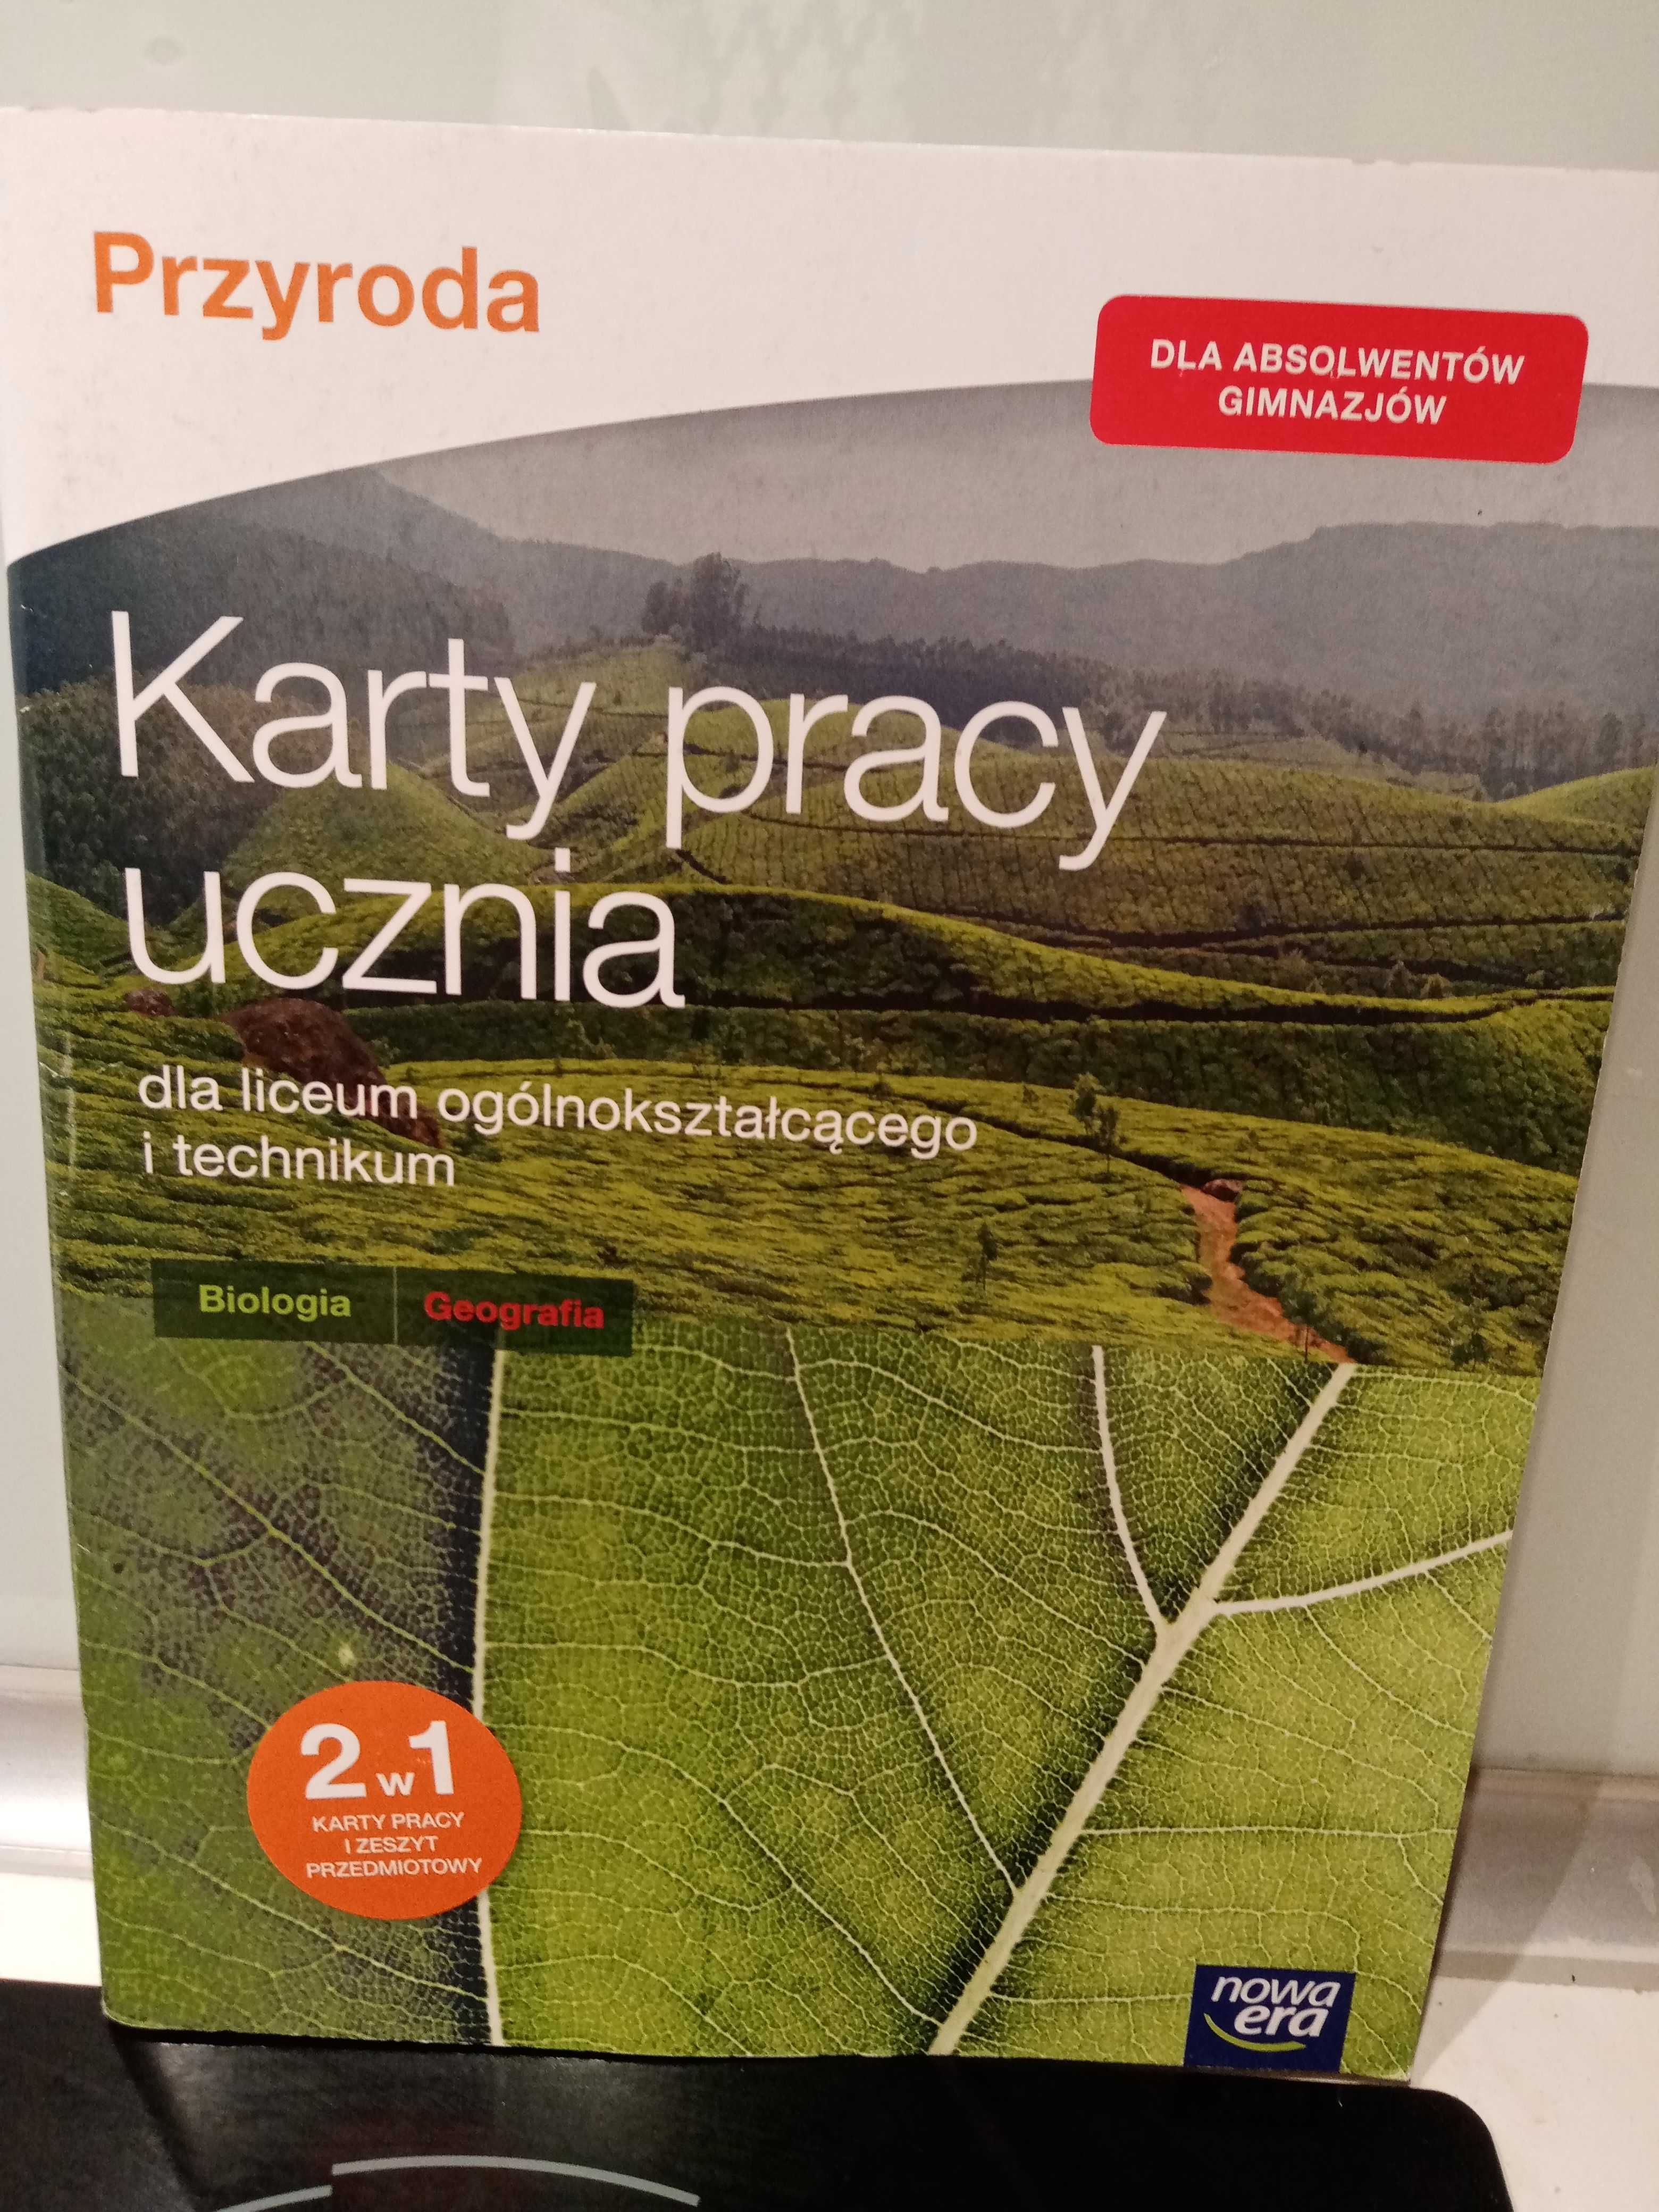 Przyroda
DLA ABSOLWENTÓW
GIMNAZJÓW
Karty pracy
ucznia
dla liceum ogólnokształcącego
i technikum
Biologia
Geografia
2 w 1
KARTY PRACY
I ZESZYT
PRZEDMIOTOWY
nowa
era